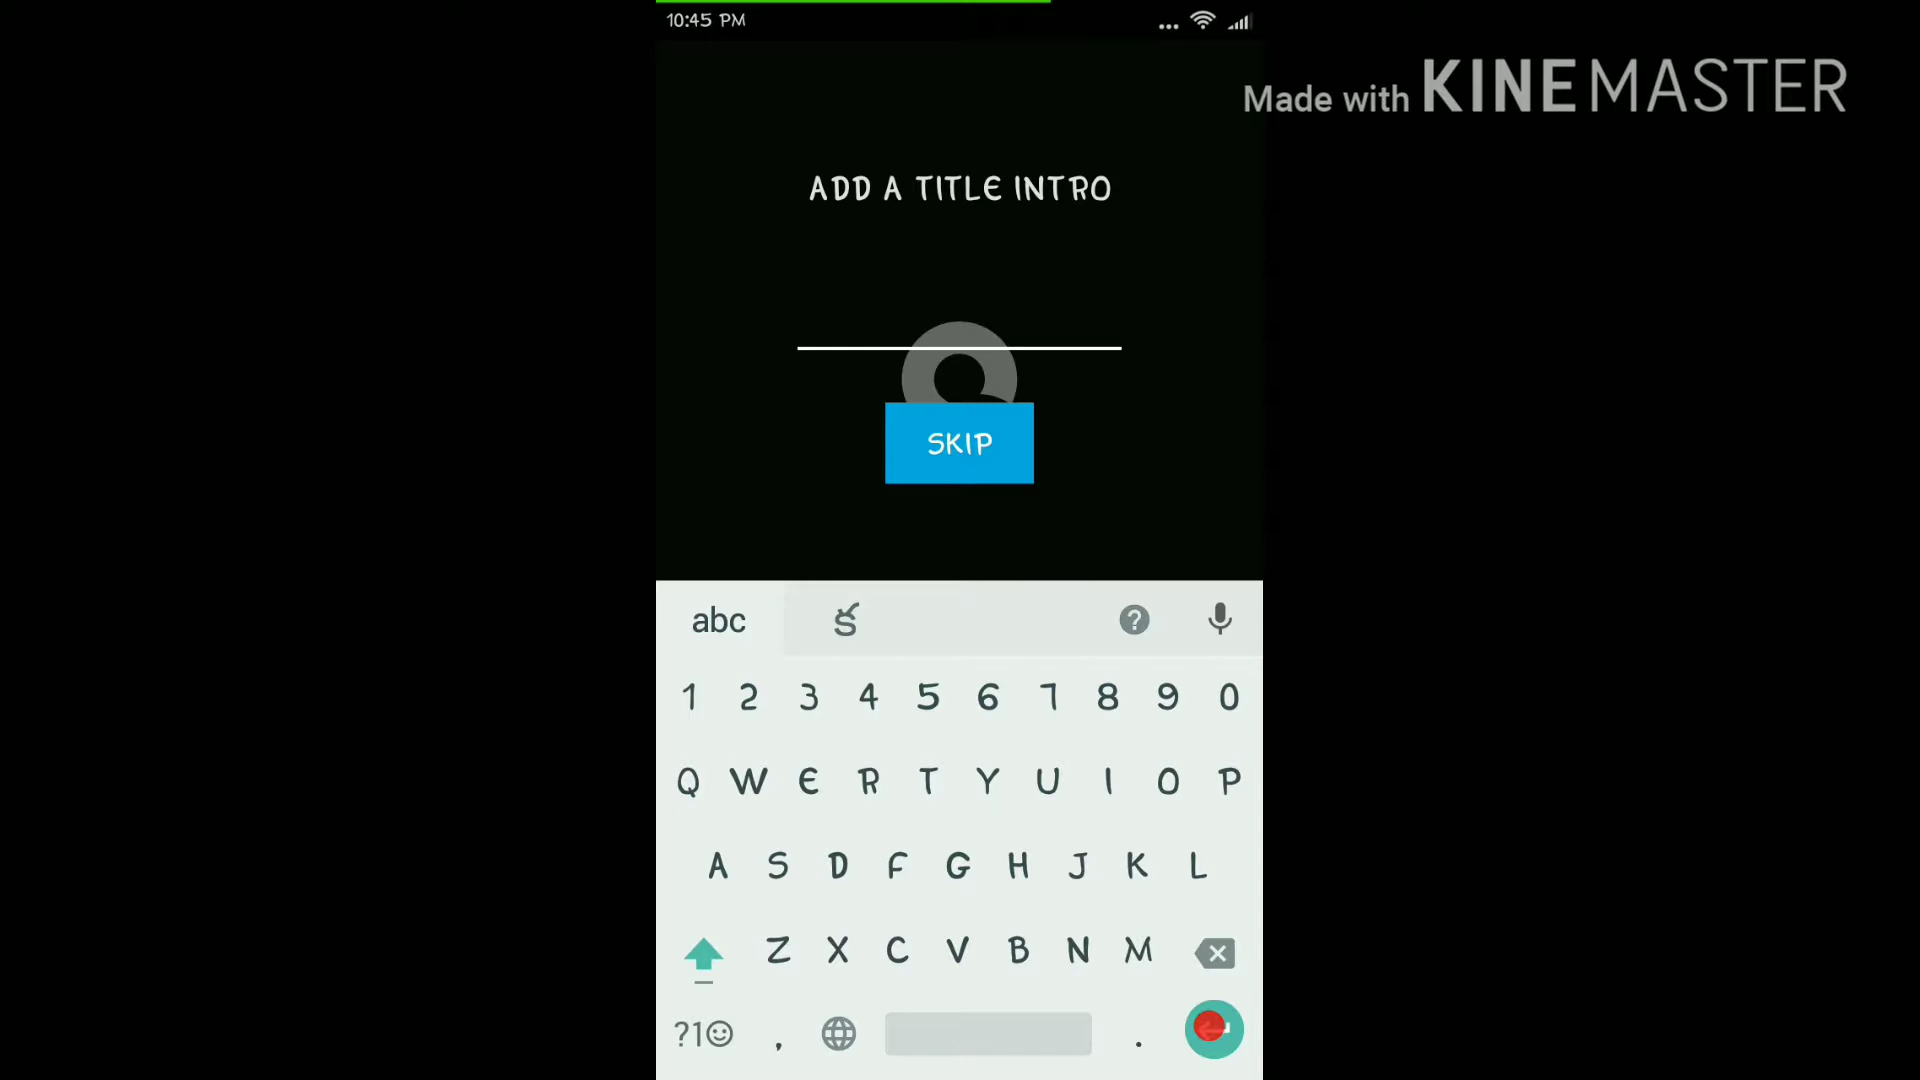 10:45 PM
Made with KINEMASTER
ADD A TITLE INTRO
SKIP
abc క
1 2 3 4 5 6 7 8 9 0
Q W E R T Y U I O P
A S D F G H J K L
Z X C V B N M
?1☺ , .